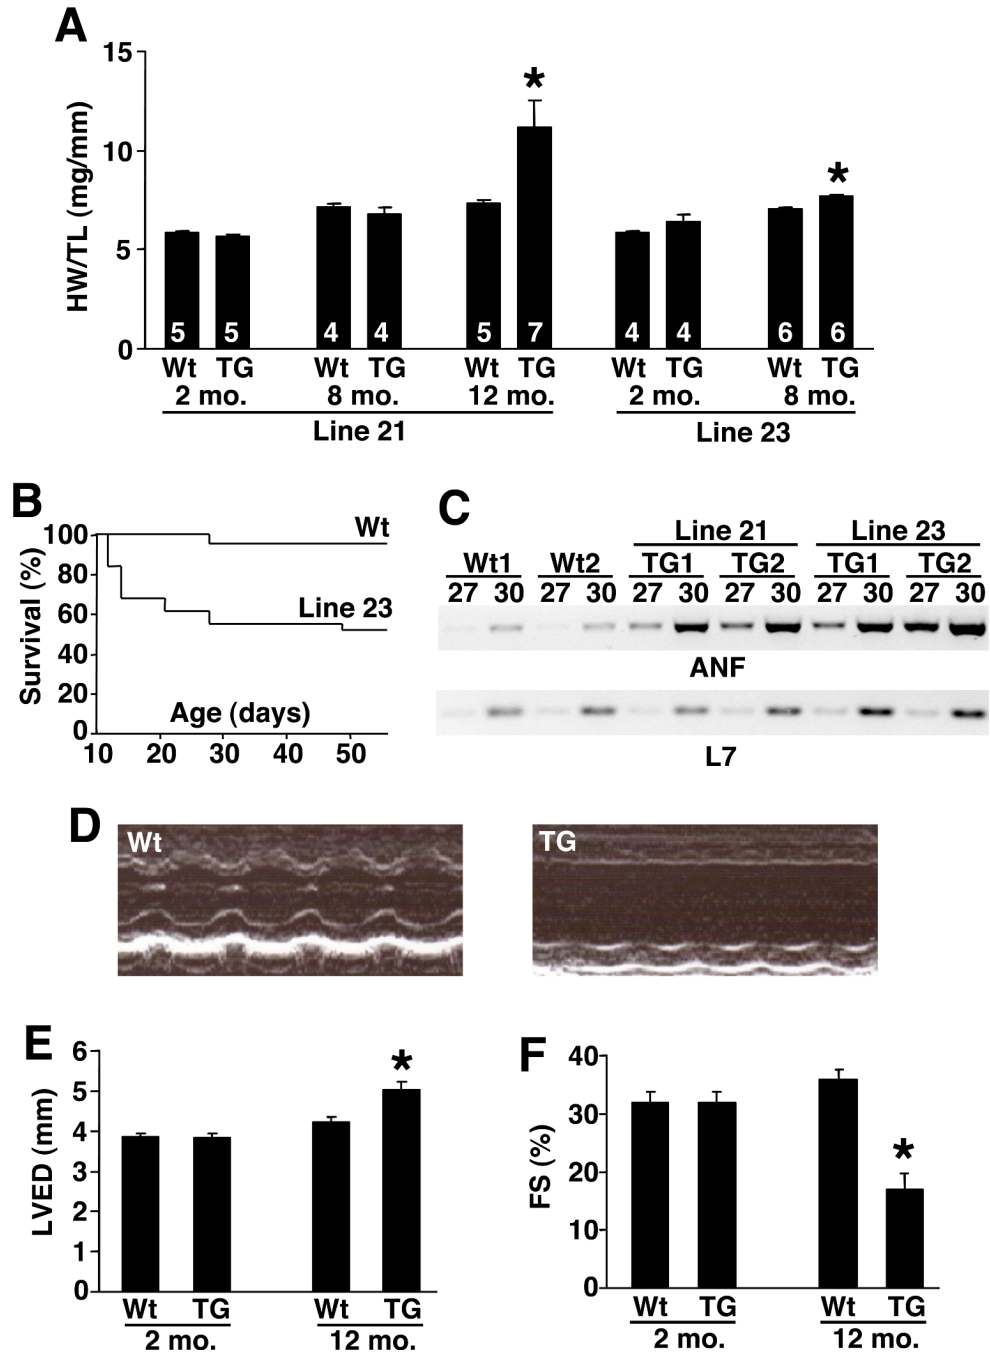 A
HW/TL (mg/mm)
15
10
5
0
*
*
5 5 4 4 5 7 4 4 6 6
Wt TG Wt TG Wt TG Wt TG Wt TG
2 mo. 8 mo. 12 mo. 2 mo. 8 mo.
Line 21 Line 23
B
Survival (%)
100
80
60
40
20
0
Wt
Line 23
Age (days)
10 20 30 40 50
C
Line 21 Line 23
Wt1 Wt2 TG1 TG2 TG1 TG2
27 30 27 30 27 30 27 30 27 30 27 30
ANF
L7
D
Wt
TG
E
LVED (mm)
6
5
4
3
2
1
0
*
Wt TG Wt TG
2 mo. 12 mo.
F
FS (%)
40
30
20
10
0
*
Wt TG Wt TG
2 mo. 12 mo.